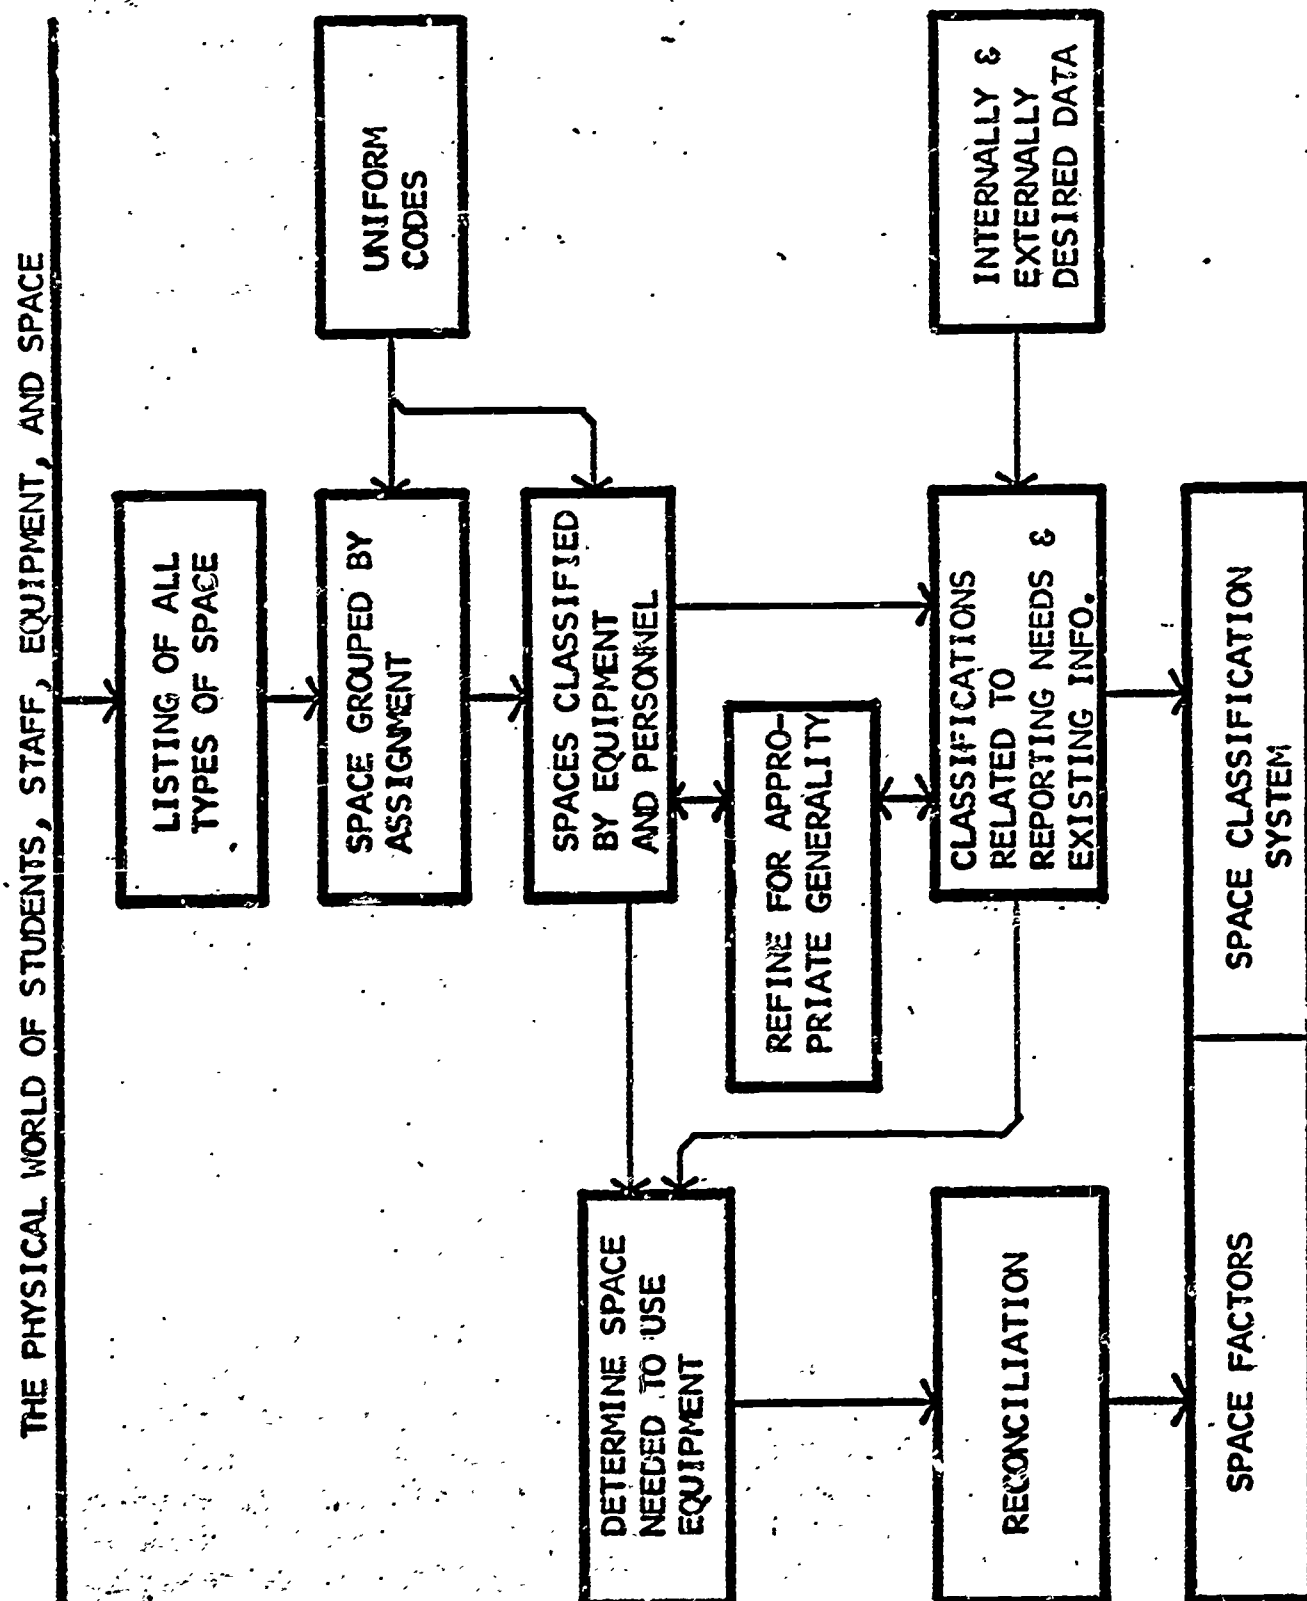 THE PHYSICAL WORLD OF STUDENTS, STAFF, EQUIPMENT, AND SPACE
LISTING OF ALL
TYPES OF SPACE
UNIFORM
CODES
SPACE GROUPED BY
ASSIGNMENT
SPACES CLASSIFIED
BY EQUIPMENT
AND PERSONNEL
DETERMINE SPACE
NEEDED TO USE
EQUIPMENT
REFINE FOR APPRO-
PRIATE GENERALITY
INTERNALLY &
EXTERNALLY
DESIRED DATA
CLASSIFICATIONS
RELATED TO
REPORTING NEEDS &
EXISTING INFO.
RECONCILIATION
SPACE FACTORS
SPACE CLASSIFICATION
SYSTEM